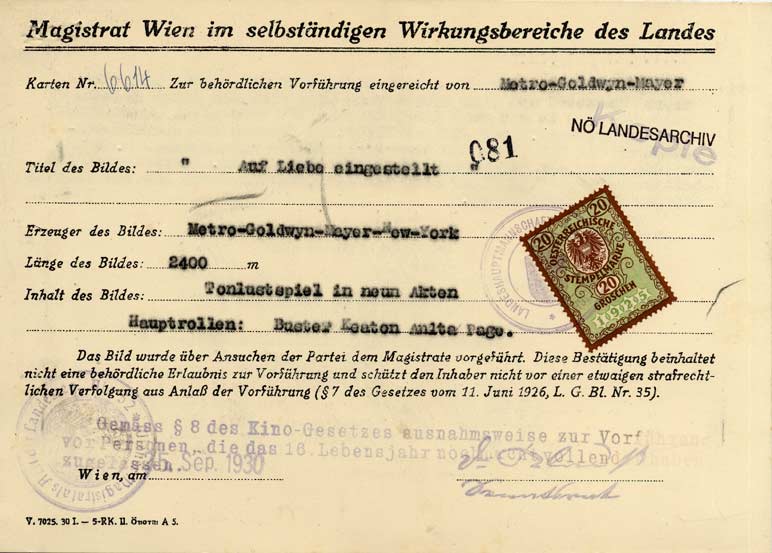 Magistrat Wien im selbständigen Wirkungsbereiche des Landes
Karten Nr. 6614 Zur behördlichen Vorführung eingereicht von Metro-Goldwyn-Mayer
Kopie
NÖ LANDESARCHIV
081
Titel des Bildes: " Auf Liebe eingestellt "
Erzeuger des Bildes: Metro-Goldwyn-Mayer-New-York
Länge des Bildes: 2400 m
Inhalt des Bildes: Tonlustspiel in neun Akten
Hauptrollen: Buster Keaton Anita Page.
20 20
ÖSTERREICHISCHE
STEMPELMARKE
20
GROSCHEN
LANDESHAUPTMANNSCHAFT
Das Bild wurde über Ansuchen der Partei dem Magistrate vorgeführt. Diese Bestätigung beinhaltet
nicht eine behördliche Erlaubnis zur Vorführung und schützt den Inhaber nicht vor einer etwaigen strafrecht-
lichen Verfolgung aus Anlaß der Vorführung (§ 7 des Gesetzes vom 11. Juni 1926, L. G. Bl. Nr. 35).
Gemäss § 8 des Kino-Gesetzes ausnahmsweise zur Vorführung
vor Personen, die das 16. Lebensjahr noch nicht vollendet haben
zugelassen.
Wien, am 25. Sep. 1930
V. 7025. 30 I. — 5-RK. II. Önorm A 5.